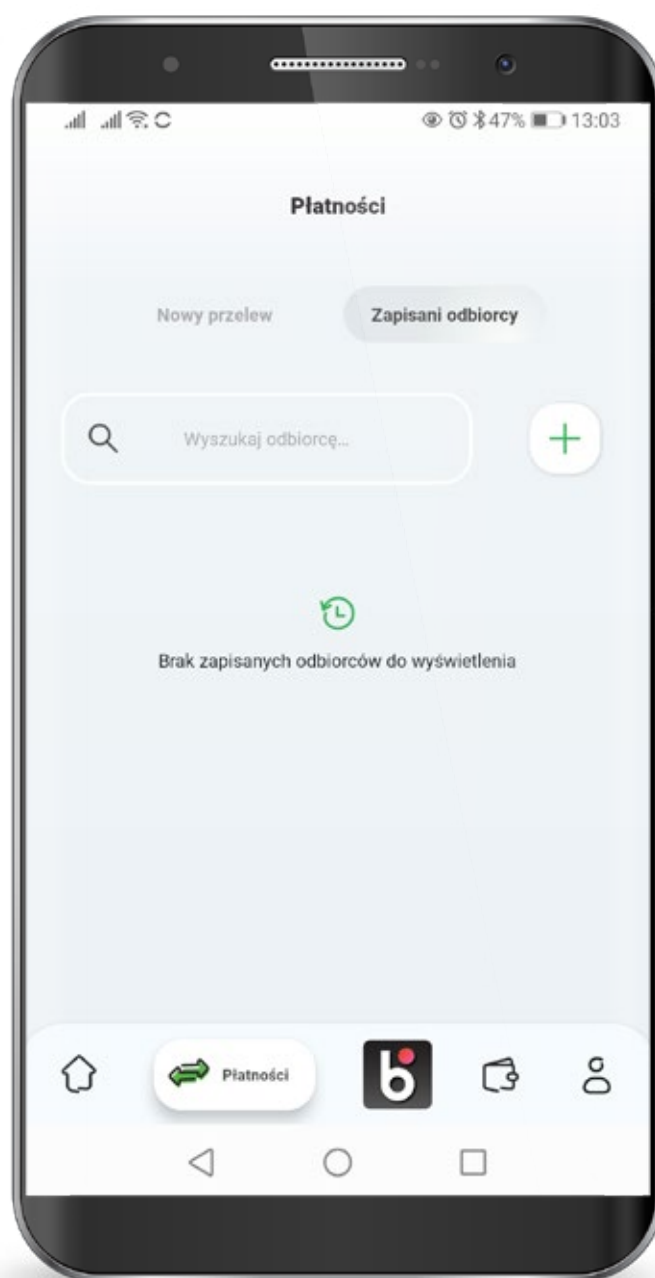 47% 13:03
Płatności
Nowy przelew
Zapisani odbiorcy
Wyszukaj odbiorcę...
Brak zapisanych odbiorców do wyświetlenia
Płatności
b